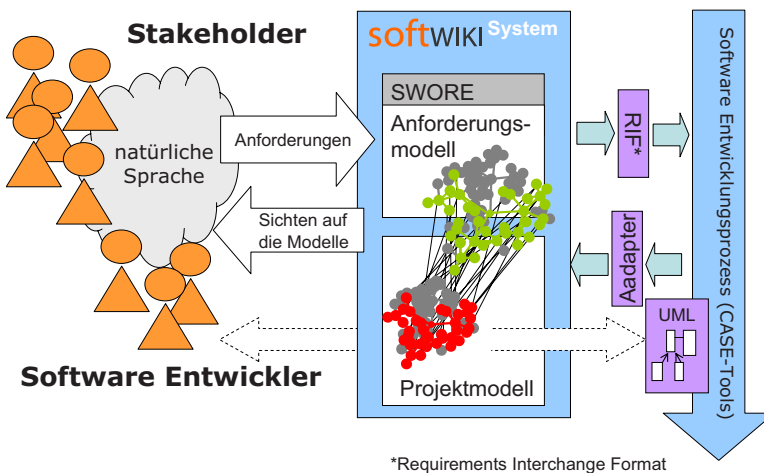 Stakeholder
softWIKI System
SWORE
Anforderungs-
modell
natürliche
Sprache
Anforderungen
Sichten auf
die Modelle
RIF*
Aadapter
UML
Software Entwicklungsprozess (CASE-Tools)
Software Entwickler
Projektmodell
*Requirements Interchange Format